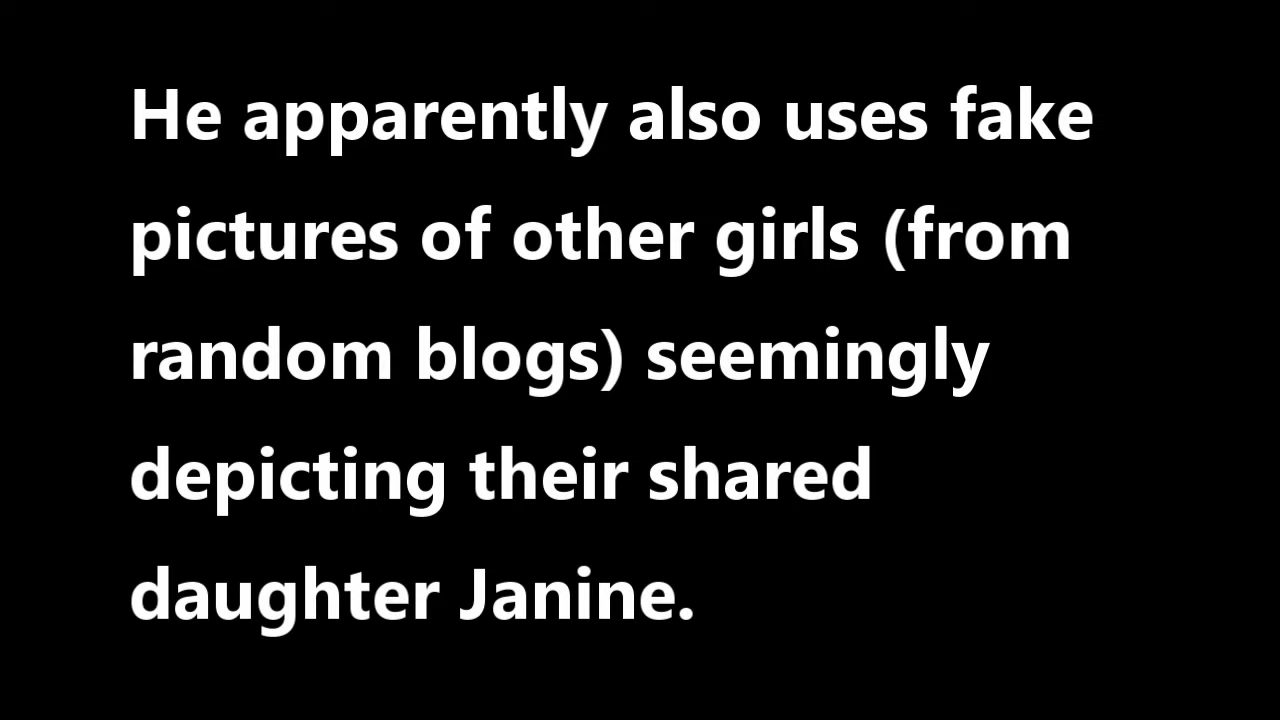 He apparently also uses fake
pictures of other girls (from
random blogs) seemingly
depicting their shared
daughter Janine.